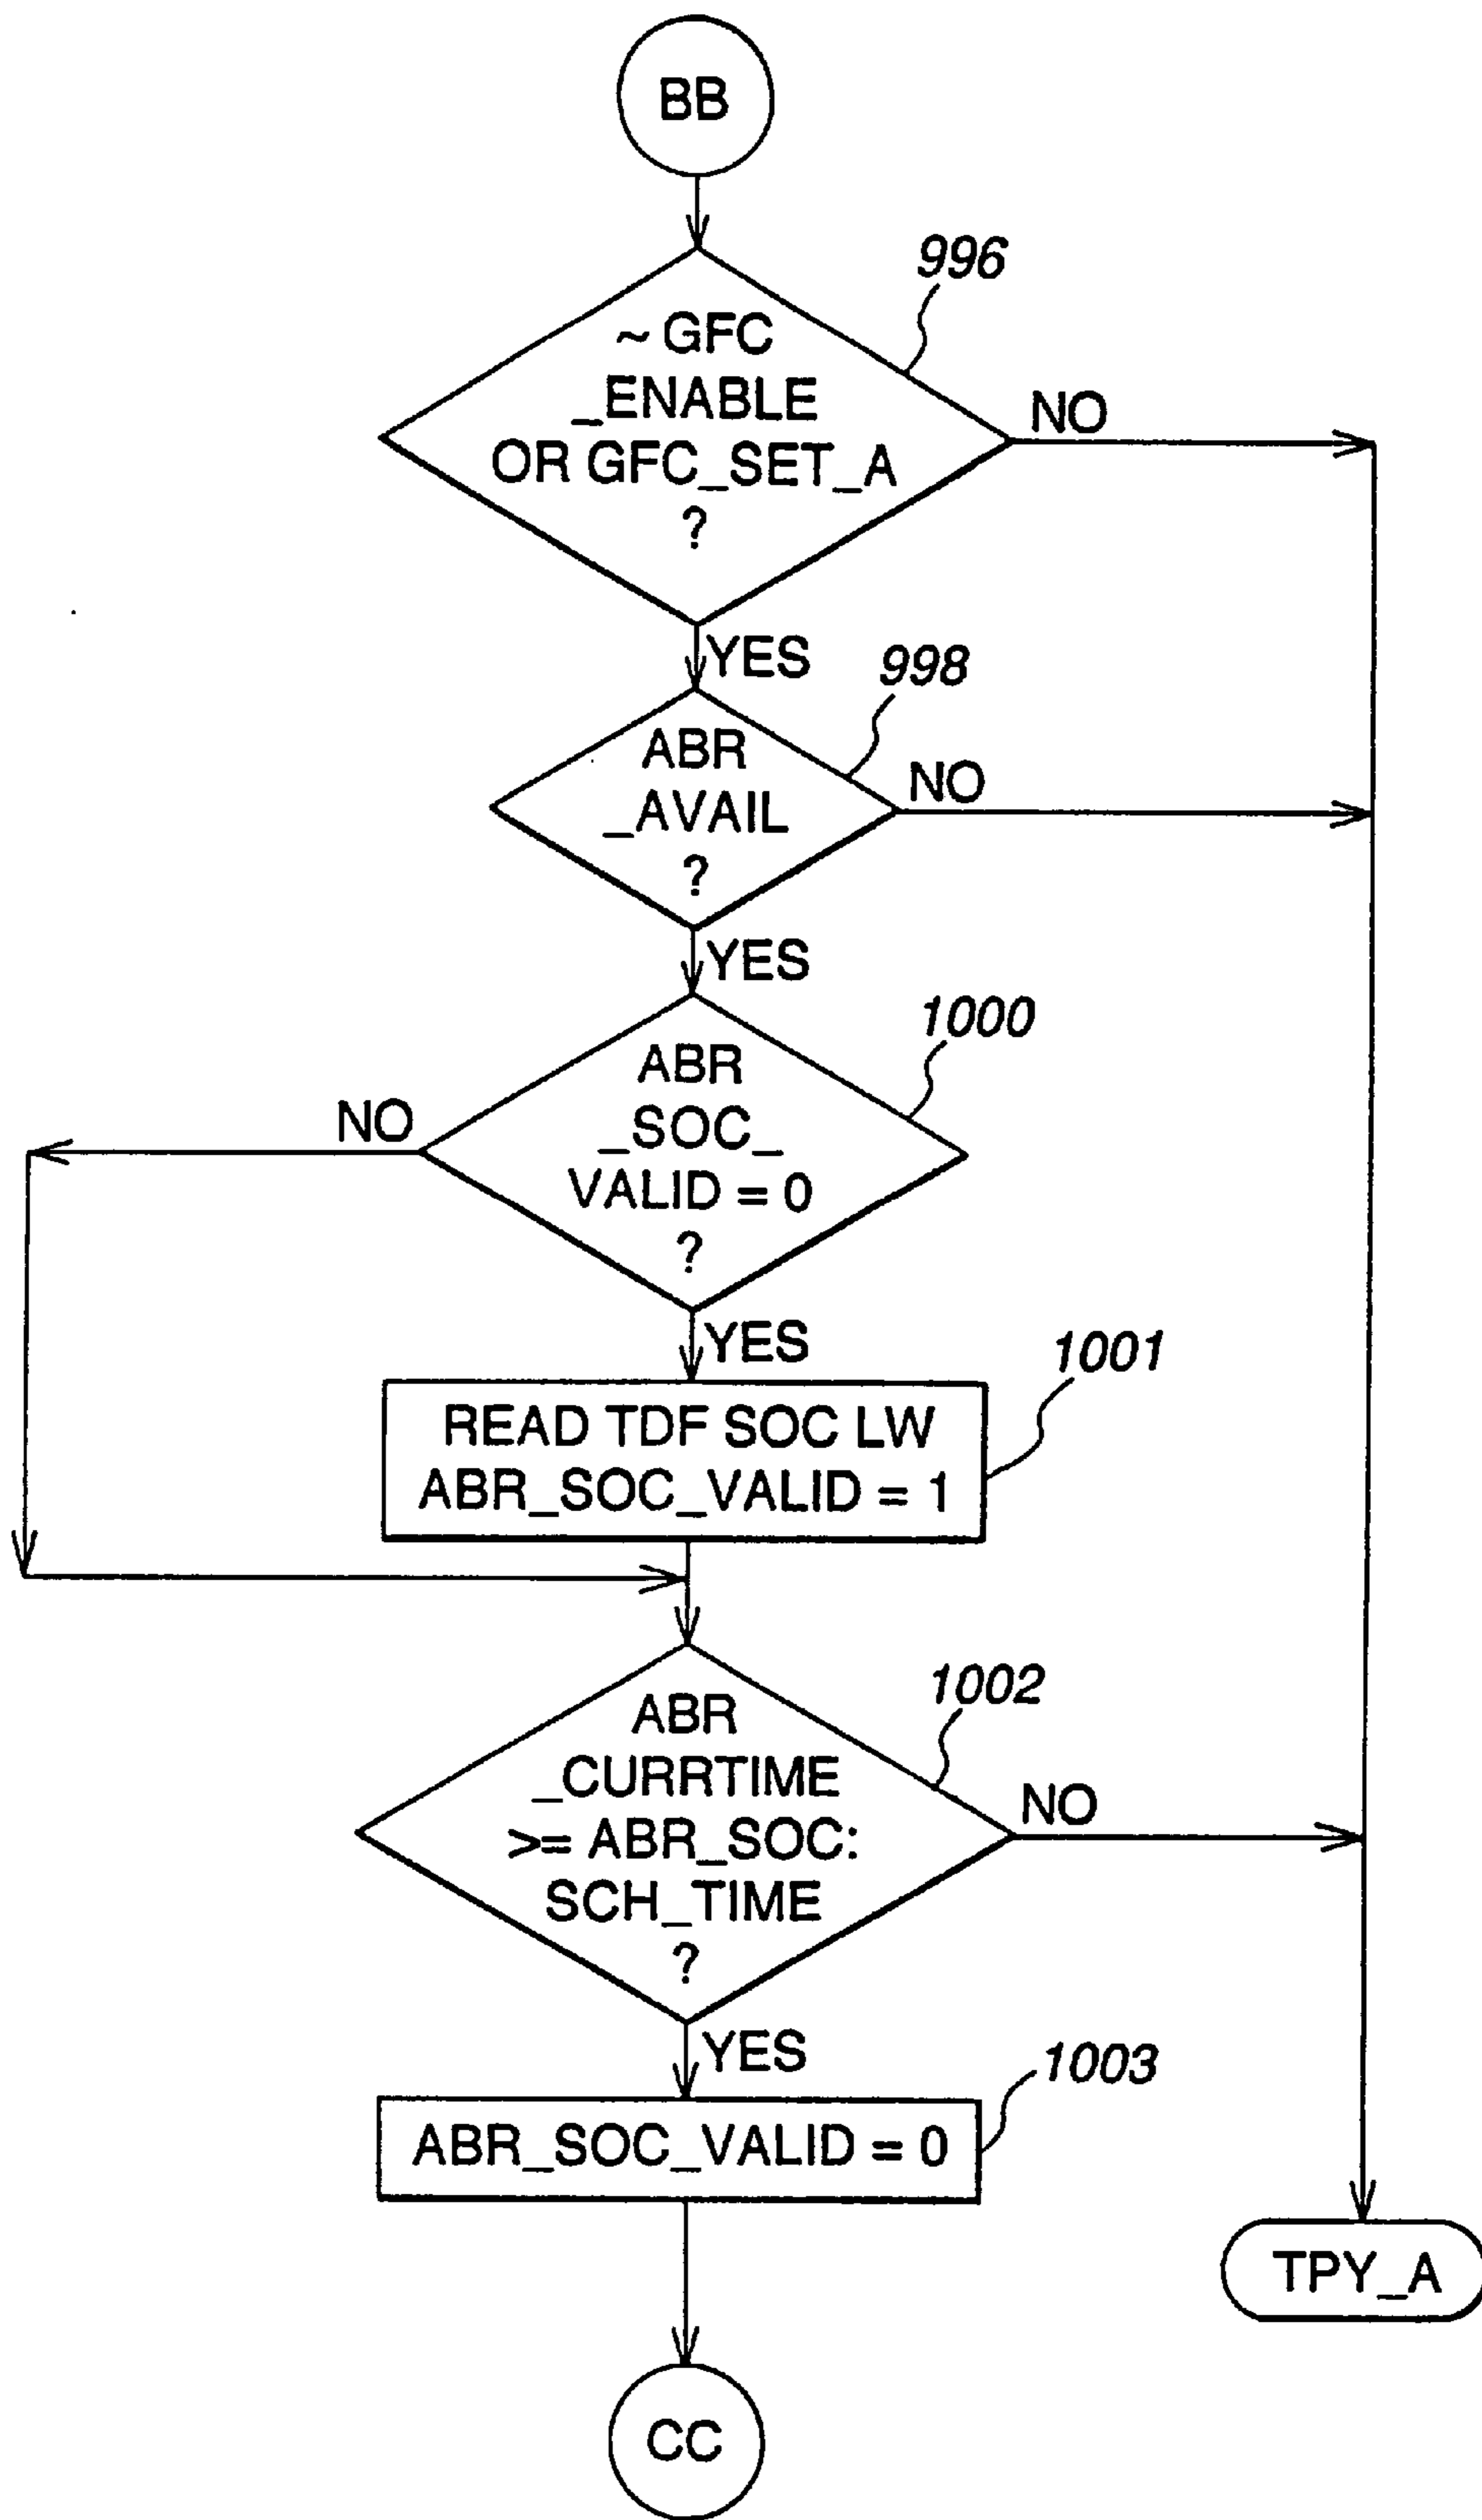 BB
996
~ GFC
_ENABLE
OR GFC_SET_A
?
NO
YES
998
ABR
_AVAIL
?
NO
YES
1000
ABR
_SOC_
VALID = 0
?
NO
YES
1001
READ TDF SOC LW
ABR_SOC_VALID = 1
1002
ABR
_CURRTIME
>= ABR_SOC:
SCH_TIME
?
NO
YES
1003
ABR_SOC_VALID = 0
TPY_A
CC